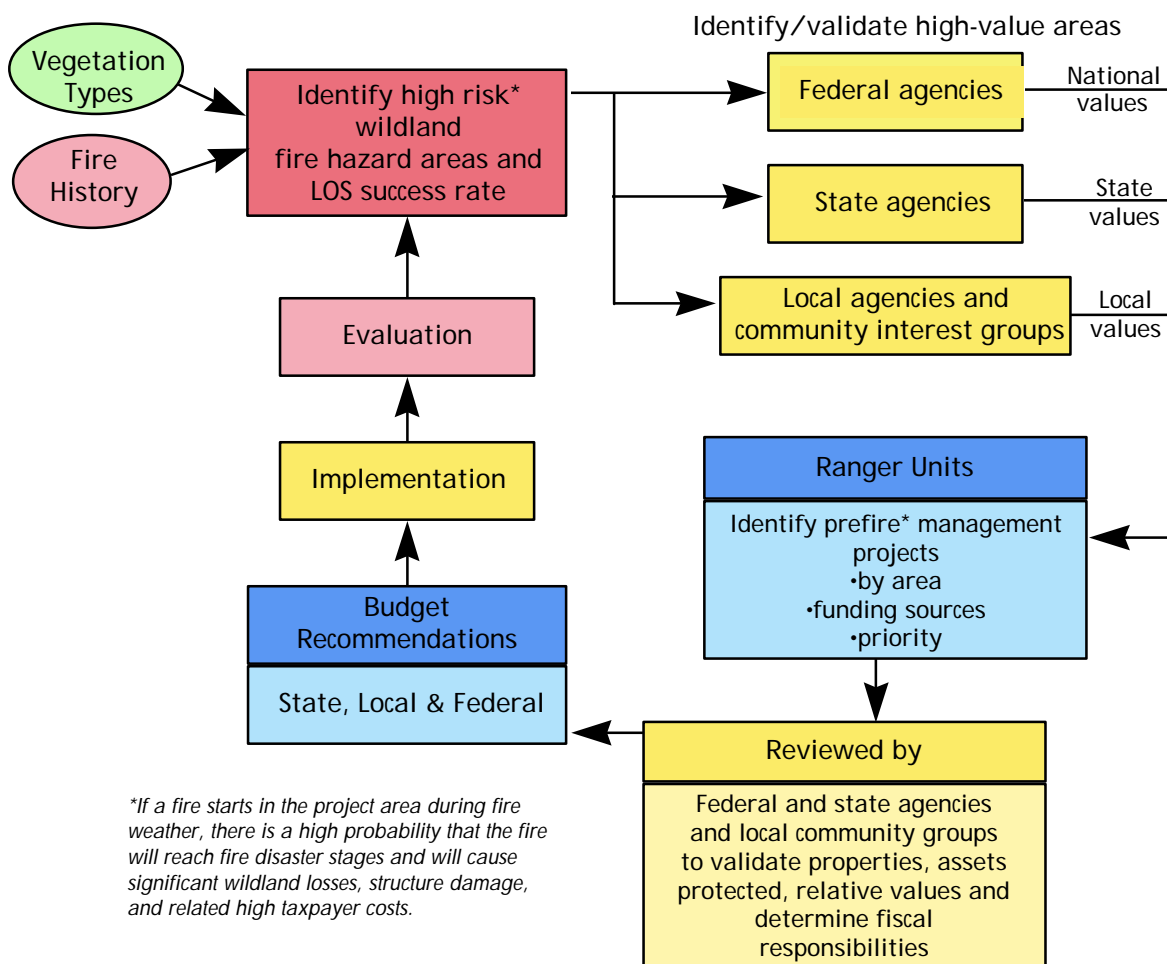 Identify/validate high-value areas
Vegetation
Types
Fire
History
Identify high risk*
wildland
fire hazard areas and
LOS success rate
Federal agencies
National
values
State agencies
State
values
Local agencies and
community interest groups
Local
values
Evaluation
Implementation
Ranger Units
Identify prefire* management
projects
•by area
•funding sources
•priority
Budget
Recommendations
State, Local & Federal
Reviewed by
Federal and state agencies
and local community groups
to validate properties, assets
protected, relative values and
determine fiscal
responsibilities
*If a fire starts in the project area during fire
weather, there is a high probability that the fire
will reach fire disaster stages and will cause
significant wildland losses, structure damage,
and related high taxpayer costs.